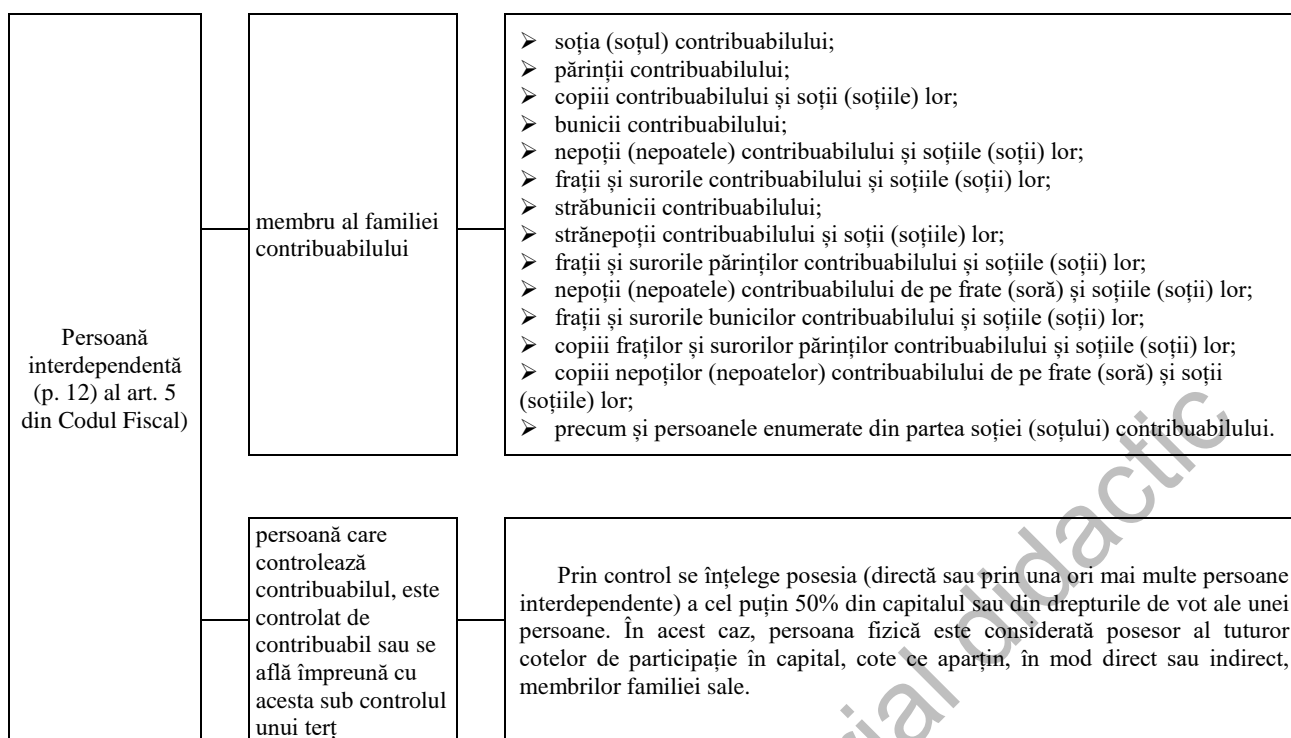 Persoană
interdependentă
(p. 12) al art. 5
din Codul Fiscal)
membru al familiei
contribuabilului
➢ soția (soțul) contribuabilului;
➢ părinții contribuabilului;
➢ copiii contribuabilului și soții (soțiile) lor;
➢ bunicii contribuabilului;
➢ nepoții (nepoatele) contribuabilului și soțiile (soții) lor;
➢ frații și surorile contribuabilului și soțiile (soții) lor;
➢ străbunicii contribuabilului;
➢ strănepoții contribuabilului și soții (soțiile) lor;
➢ frații și surorile părinților contribuabilului și soțiile (soții) lor;
➢ nepoții (nepoatele) contribuabilului de pe frate (soră) și soțiile (soții) lor;
➢ frații și surorile bunicilor contribuabilului și soțiile (soții) lor;
➢ copiii fraților și surorilor părinților contribuabilului și soțiile (soții) lor;
➢ copiii nepoților (nepoatelor) contribuabilului de pe frate (soră) și soții
(soțiile) lor;
➢ precum și persoanele enumerate din partea soției (soțului) contribuabilului.
persoană care
controlează
contribuabilul, este
controlat de
contribuabil sau se
află împreună cu
acesta sub controlul
unui terț
Prin control se înțelege posesia (directă sau prin una ori mai multe persoane
interdependente) a cel puțin 50% din capitalul sau din drepturile de vot ale unei
persoane. În acest caz, persoana fizică este considerată posesor al tuturor
cotelor de participație în capital, cote ce aparțin, în mod direct sau indirect,
membrilor familiei sale.
ial didactic